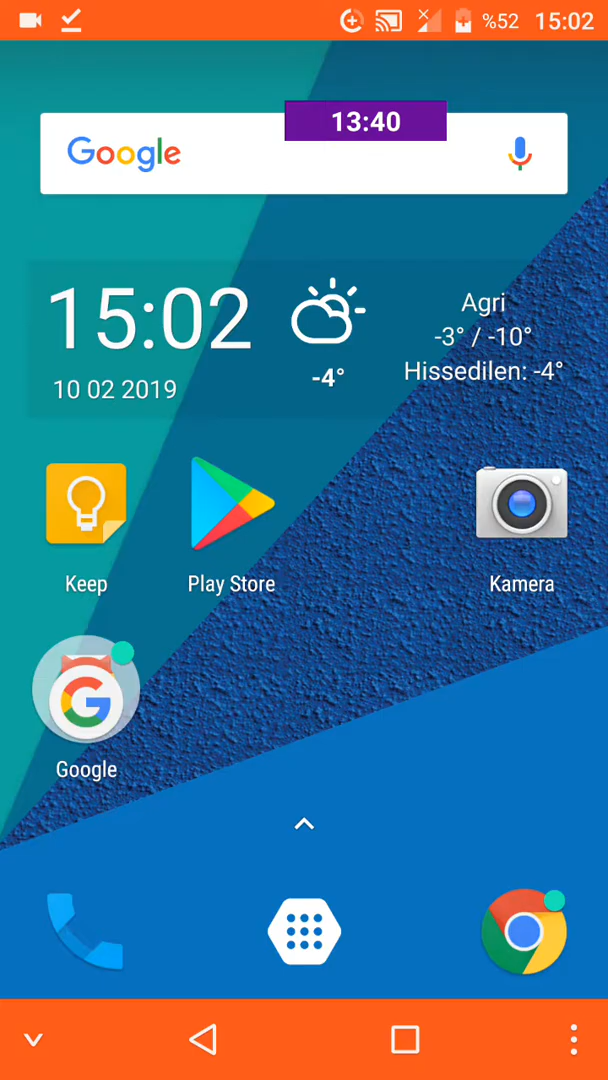 %52 15:02
13:40
Google
15:02
10 02 2019
-4°
Agri
-3° / -10°
Hissedilen: -4°
Keep
Play Store
Kamera
G
Google